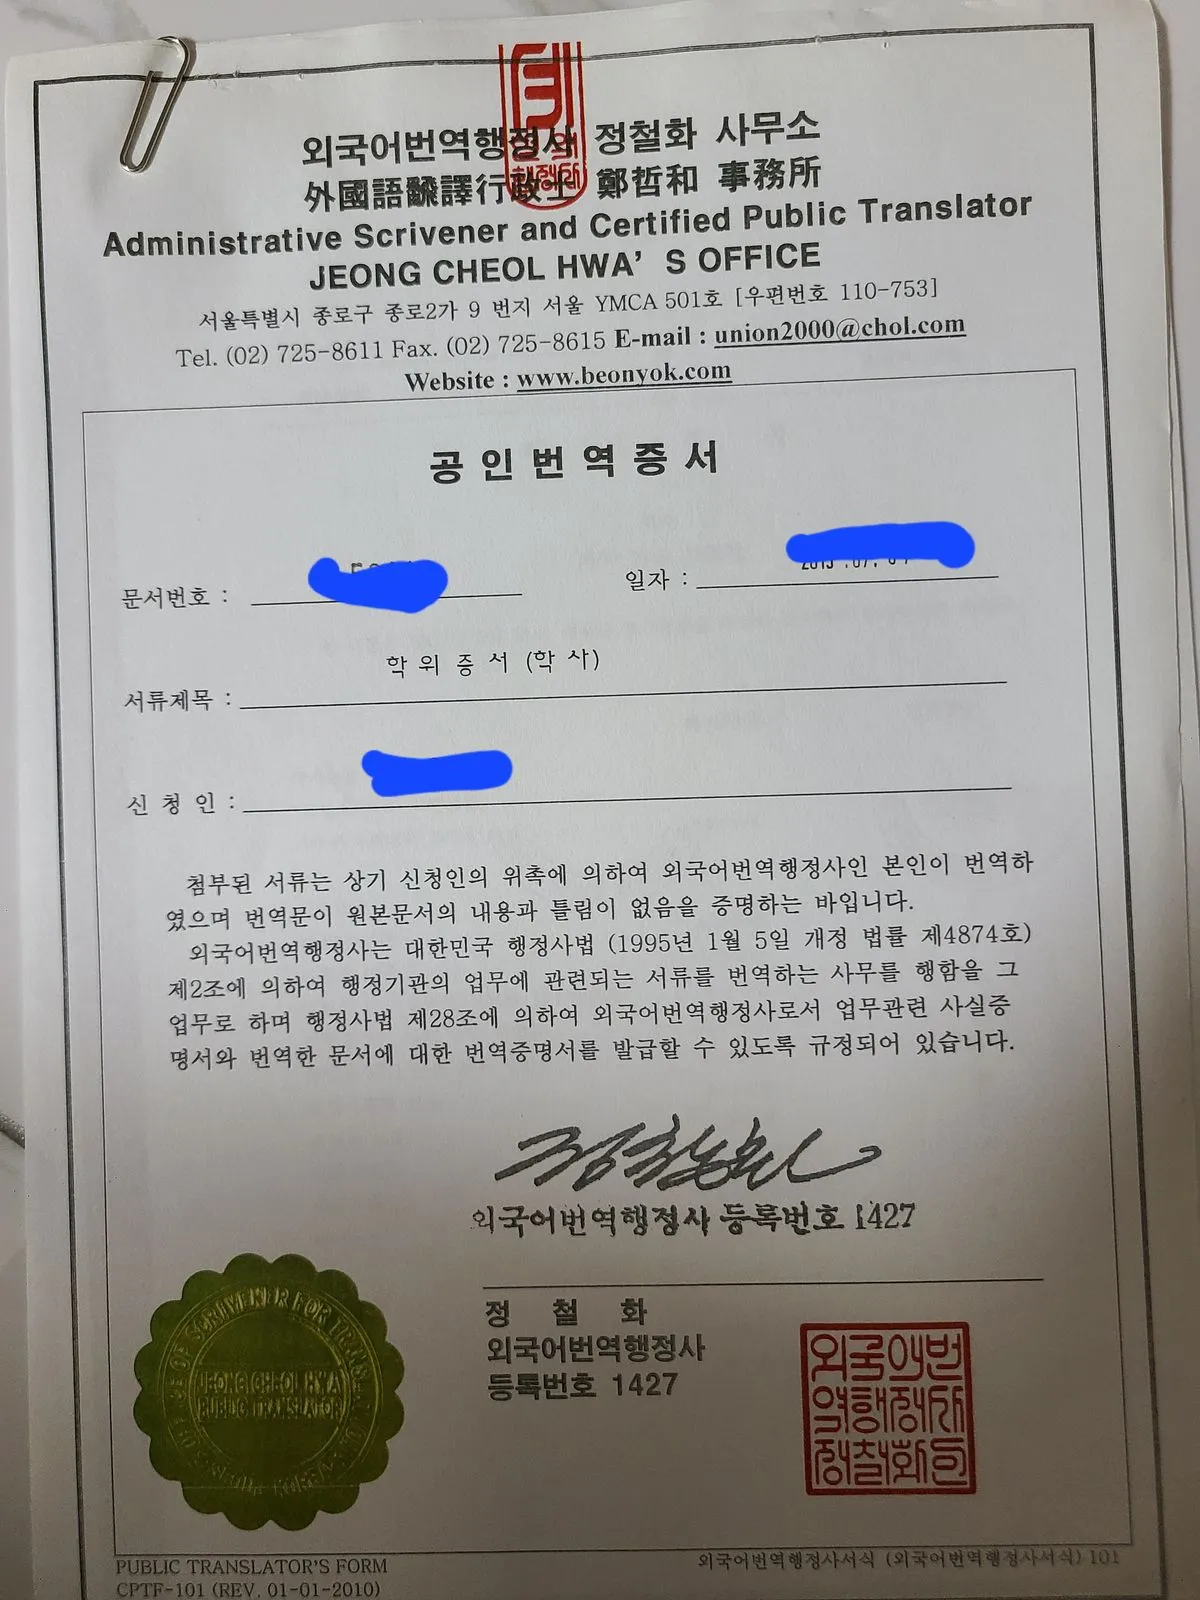 외국어번역행정사 정철화 사무소
外國語飜譯行政士 鄭哲和 事務所
Administrative Scrivener and Certified Public Translator
JEONG CHEOL HWA' S OFFICE
서울특별시 종로구 종로2가 9 번지 서울 YMCA 501호 [우편번호 110-753]
Tel. (02) 725-8611 Fax. (02) 725-8615 E-mail : union2000@chol.com
Website : www.beonyok.com
공인번역증서
문서번호 :
일자 :
학위증서(학사)
서류제목 :
신청인 :
첨부된 서류는 상기 신청인의 위촉에 의하여 외국어번역행정사인 본인이 번역하
였으며 번역문이 원본문서의 내용과 틀림이 없음을 증명하는 바입니다.
외국어번역행정사는 대한민국 행정사법 (1995년 1월 5일 개정 법률 제4874호)
제2조에 의하여 행정기관의 업무에 관련되는 서류를 번역하는 사무를 행함을 그
업무로 하며 행정사법 제28조에 의하여 외국어번역행정사로서 업무관련 사실증
명서와 번역한 문서에 대한 번역증명서를 발급할 수 있도록 규정되어 있습니다.
정철화
외국어번역행정사 등록번호 1427
정 철 화
외국어번역행정사
등록번호 1427
외국어번
역행정사
정철화인
SCRIVENER FOR
JEONG CHEOL HWA
PUBLIC TRANSLATOR
PUBLIC TRANSLATOR'S FORM
CPTF-101 (REV. 01-01-2010)
외국어번역행정사서식 (외국어번역행정사서식) 101